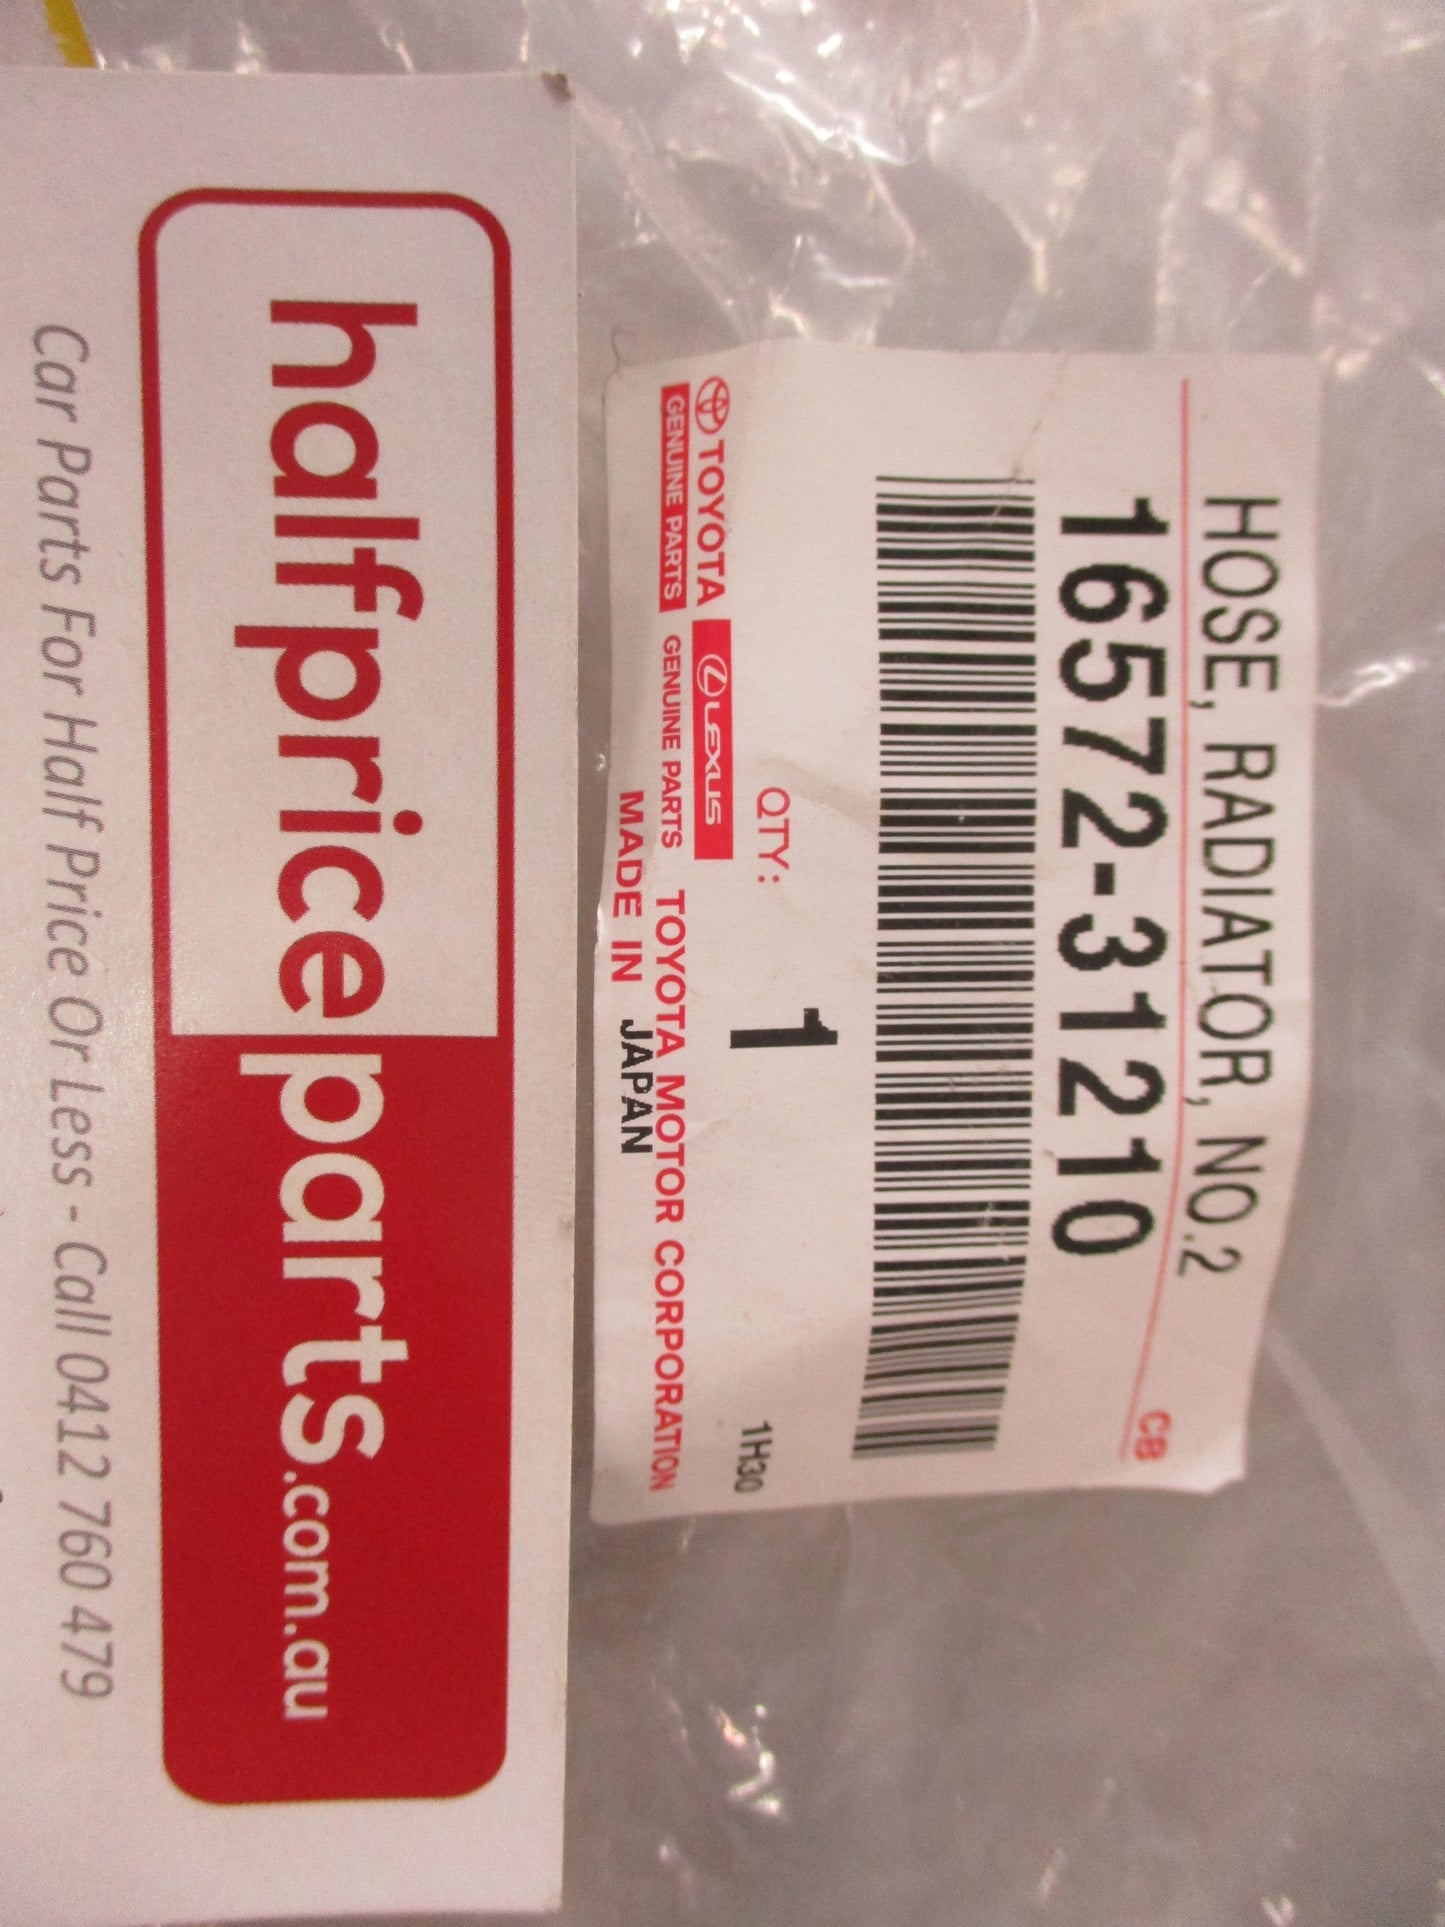 HOSE, RADIATOR, NO.2
CB
16572-31210
QTY: 1
1H30
TOYOTA
GENUINE PARTS
LEXUS
GENUINE PARTS
TOYOTA MOTOR CORPORATION
MADE IN JAPAN
halfpriceparts.com.au
Car Parts For Half Price Or Less - Call 0412 760 479